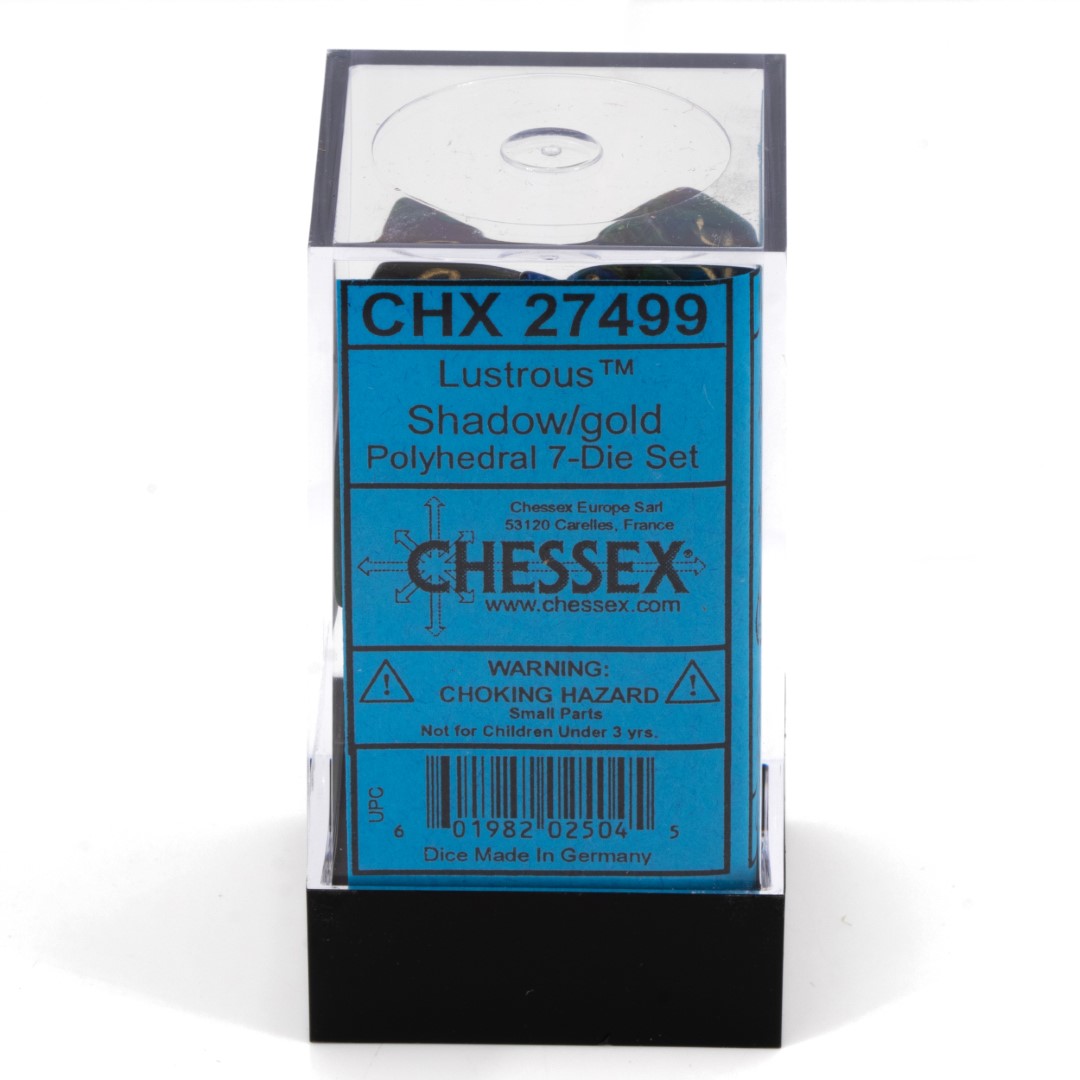 CHX 27499
Lustrous™
Shadow/gold
Polyhedral 7-Die Set
Chessex Europe Sarl
53120 Carelles, France
CHESSEX®
www.chessex.com
WARNING:
CHOKING HAZARD
Small Parts
Not for Children Under 3 yrs.
UPC
6 01982 02504 5
Dice Made In Germany